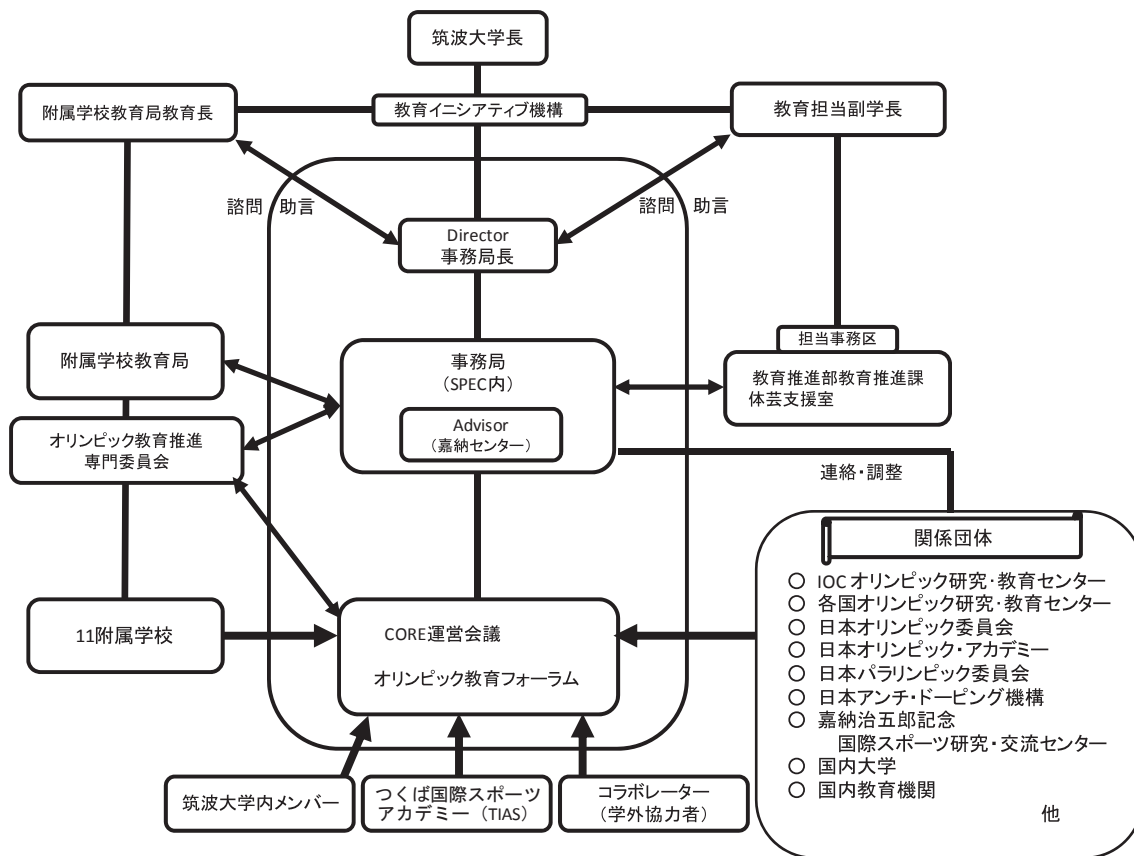 筑波大学長
附属学校教育局教育長
教育イニシアティブ機構
教育担当副学長
諮問
助言
諮問
助言
Director
事務局長
担当事務区
附属学校教育局
事務局
（SPEC内）
教育推進部教育推進課
体芸支援室
Advisor
（嘉納センター）
オリンピック教育推進
専門委員会
連絡・調整
関係団体
○ IOC オリンピック研究・教育センター
○ 各国オリンピック研究・教育センター
○ 日本オリンピック委員会
○ 日本オリンピック・アカデミー
○ 日本パラリンピック委員会
○ 日本アンチ・ドーピング機構
○ 嘉納治五郎記念
国際スポーツ研究・交流センター
○ 国内大学
○ 国内教育機関
他
11附属学校
CORE運営会議
オリンピック教育フォーラム
筑波大学内メンバー
つくば国際スポーツ
アカデミー（TIAS）
コラボレーター
（学外協力者）